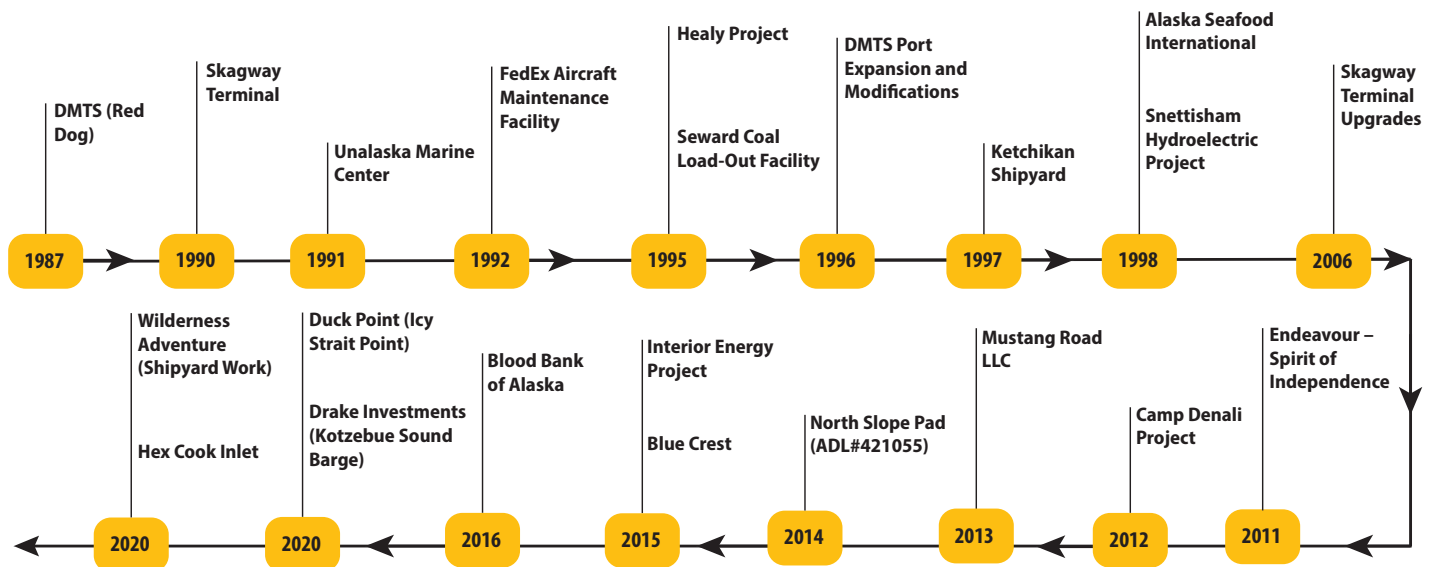 DMTS (Red
Dog)
1987
Skagway
Terminal
1990
Unalaska Marine
Center
1991
FedEx Aircraft
Maintenance
Facility
1992
Healy Project
Seward Coal
Load-Out Facility
1995
DMTS Port
Expansion and
Modifications
1996
Ketchikan
Shipyard
1997
Alaska Seafood
International
Snettisham
Hydroelectric
Project
1998
Skagway
Terminal
Upgrades
2006
Endeavour –
Spirit of
Independence
2011
Camp Denali
Project
2012
Mustang Road
LLC
2013
North Slope Pad
(ADL#421055)
2014
Interior Energy
Project
Blue Crest
2015
Blood Bank
of Alaska
2016
Duck Point (Icy
Strait Point)
Drake Investments
(Kotzebue Sound
Barge)
2020
Wilderness
Adventure
(Shipyard Work)
Hex Cook Inlet
2020